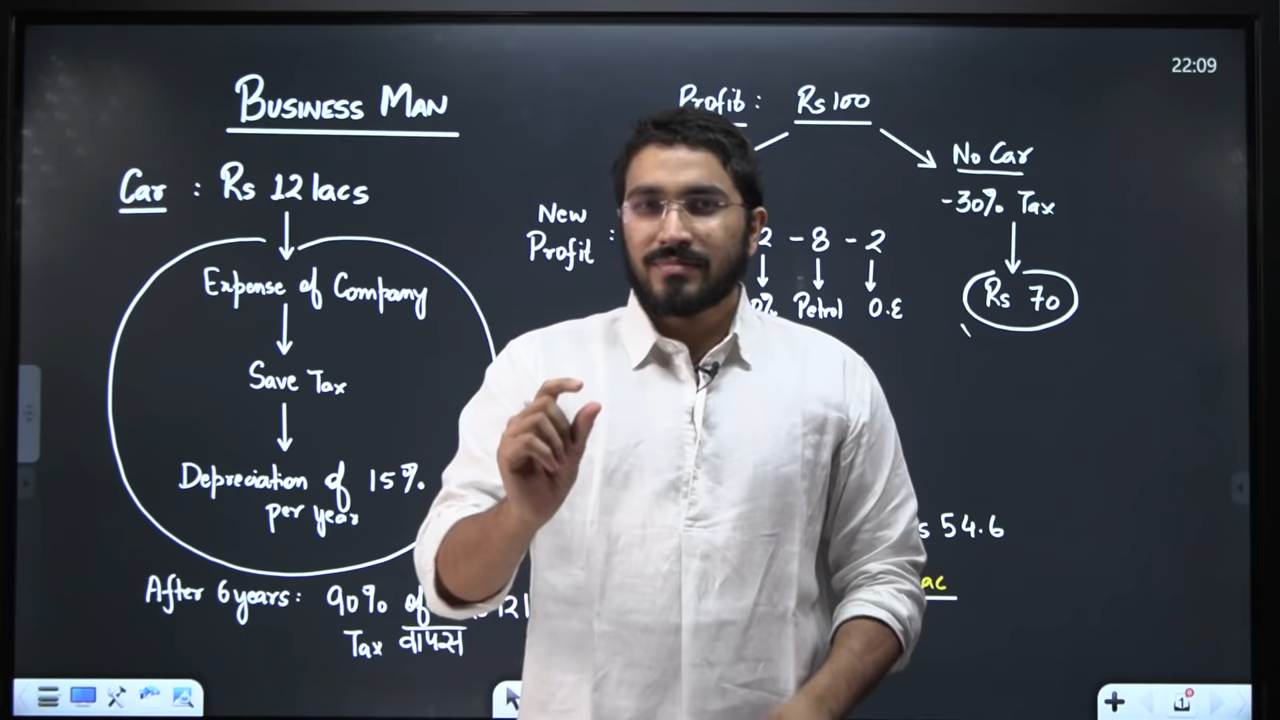 22:09
BUSINESS MAN
Car : Rs 12 lacs
Expense of Company
Save Tax
Depreciation of 15%
per year
After 6 years: 90% of
Tax वापस
Profit : Rs 100
No Car
-30% Tax
Rs 70
New
Profit :
2 - 8 - 2
Petrol O.E
54.6